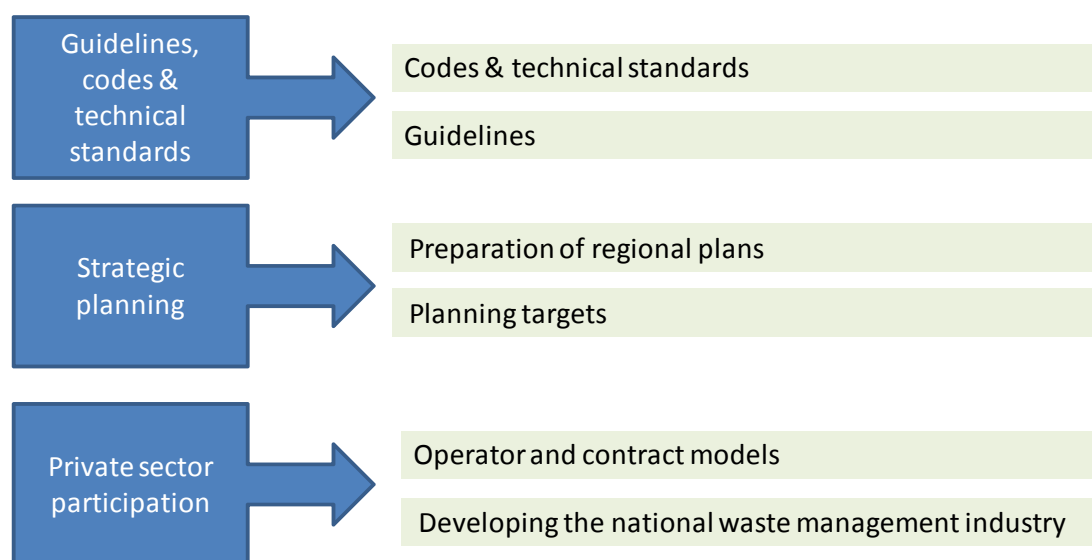 Guidelines,
codes &
technical
standards
Codes & technical standards
Guidelines
Strategic
planning
Preparation of regional plans
Planning targets
Private sector
participation
Operator and contract models
Developing the national waste management industry